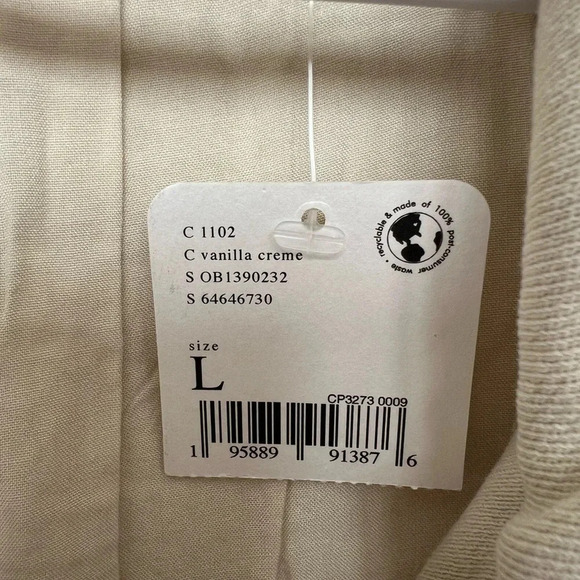 C 1102
C vanilla creme
S OB1390232
S 64646730
recyclable & made of 100% post-consumer waste •
size
L
CP3273 0009
1 95889 91387 6